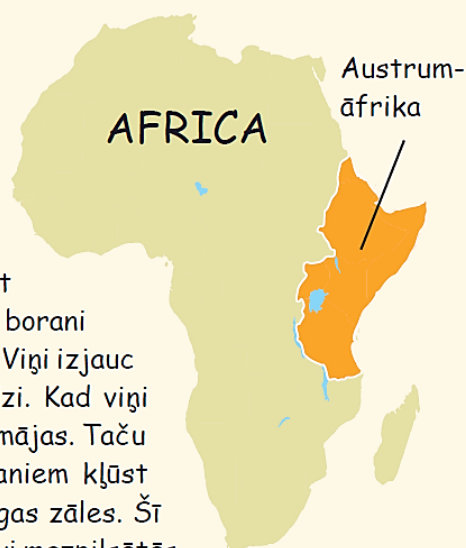 Austrum-
āfrika
AFRICA
t
borani
Viņi izjauc
zi. Kad viņi
mājas. Taču
aniem kļūst
gas zāles. Šī